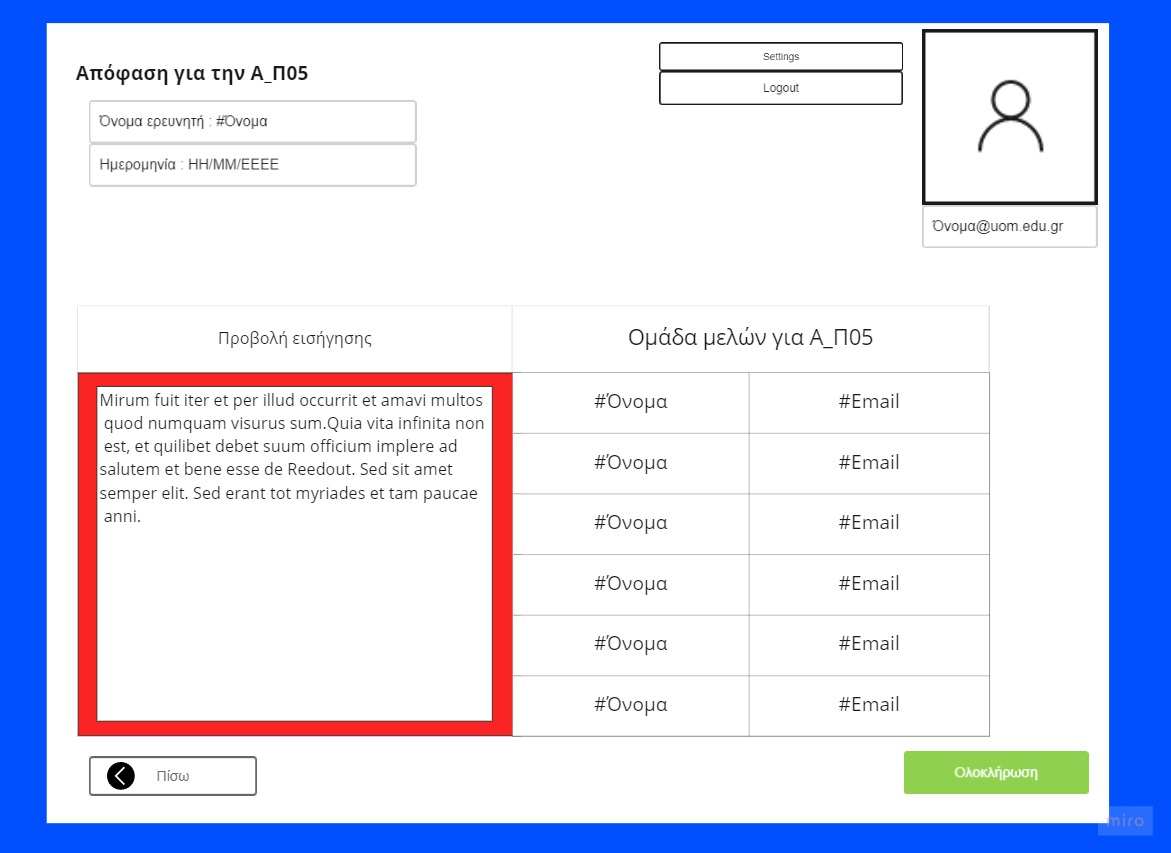 Απόφαση για την Α_Π05
Settings
Logout
Όνομα ερευνητή : #Όνομα
Ημερομηνία : ΗΗ/ΜΜ/ΕΕΕΕ
Όνομα@uom.edu.gr
Προβολή εισήγησης
Ομάδα μελών για Α_Π05
Mirum fuit iter et per illud occurrit et amavi multos
quod numquam visurus sum.Quia vita infinita non
est, et quilibet debet suum officium implere ad
salutem et bene esse de Reedout. Sed sit amet
semper elit. Sed erant tot myriades et tam paucae
anni.
#Όνομα #Email
#Όνομα #Email
#Όνομα #Email
#Όνομα #Email
#Όνομα #Email
#Όνομα #Email
Πίσω
Ολοκλήρωση
miro